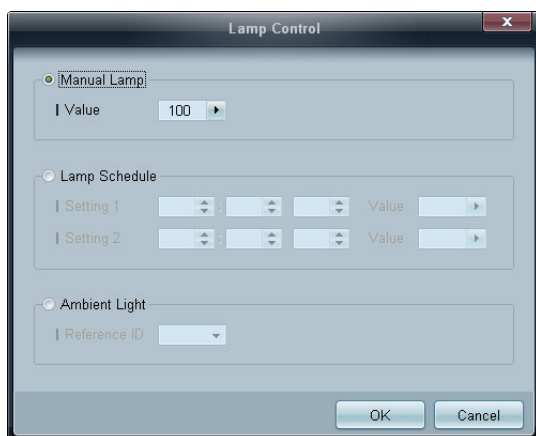 Lamp Control
x
Manual Lamp
Value 100
Lamp Schedule
Setting 1 : Value
Setting 2 : Value
Ambient Light
Reference ID
OK Cancel